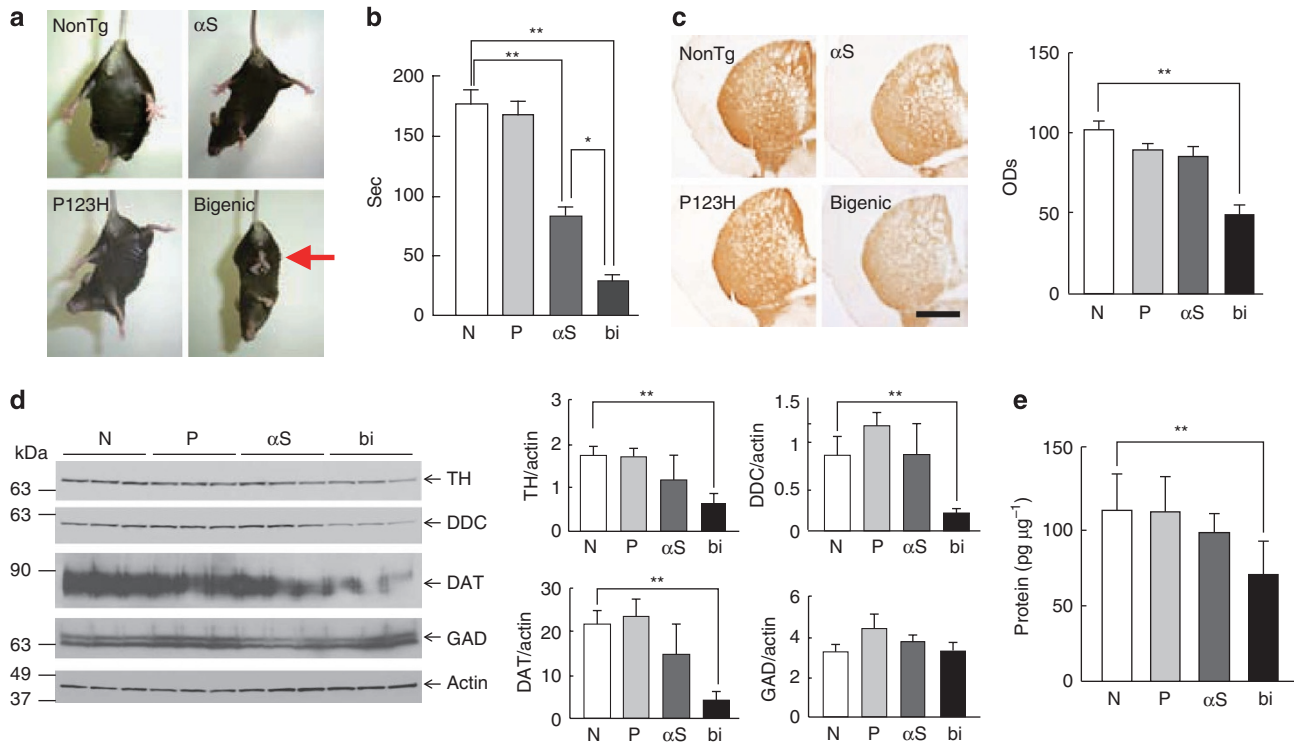 a
NonTg
αS
P123H
Bigenic
b
**
**
*
200
150
100
50
0
Sec
N P αS bi
c
NonTg
αS
P123H
Bigenic
**
150
100
50
0
ODs
N P αS bi
d
N P αS bi
kDa
63
TH
63
DDC
90
DAT
63
GAD
49
37
Actin
**
3
2
1
0
TH/actin
N P αS bi
**
1.5
1
0.5
0
DDC/actin
N P αS bi
**
30
20
10
0
DAT/actin
N P αS bi
6
4
2
0
GAD/actin
N P αS bi
e
**
150
100
50
0
Protein (pg μg⁻¹)
N P αS bi